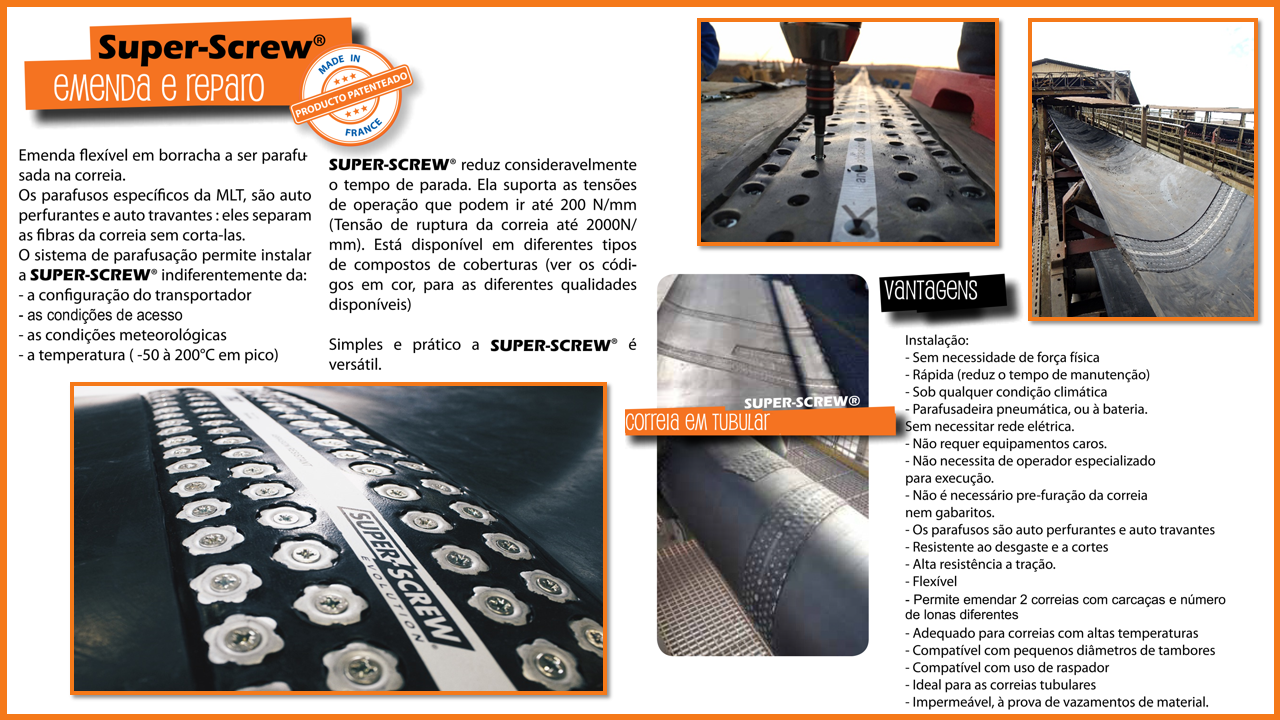 Super-Screw®
EMENDA E REPARO
MADE IN
PRODUCTO PATENTEADO
FRANCE
Emenda flexível em borracha a ser parafu-
sada na correia.
Os parafusos específicos da MLT, são auto
perfurantes e auto travantes : eles separam
as fibras da correia sem corta-las.
O sistema de parafusação permite instalar
a SUPER-SCREW® indiferentemente da:
- a configuração do transportador
- as condições de acesso
- as condições meteorológicas
- a temperatura ( -50 à 200°C em pico)
SUPER-SCREW® reduz consideravelmente
o tempo de parada. Ela suporta as tensões
de operação que podem ir até 200 N/mm
(Tensão de ruptura da correia até 2000N/
mm). Está disponível em diferentes tipos
de compostos de coberturas (ver os códi-
gos em cor, para as diferentes qualidades
disponíveis)
Simples e prático a SUPER-SCREW® é
versátil.
SUPER-SCREW
EVOLUTION
SUPER-SCREW®
CORREIA EM TUBULAR
VANTAGENS
Instalação:
- Sem necessidade de força física
- Rápida (reduz o tempo de manutenção)
- Sob qualquer condição climática
- Parafusadeira pneumática, ou à bateria.
Sem necessitar rede elétrica.
- Não requer equipamentos caros.
- Não necessita de operador especializado
para execução.
- Não é necessário pre-furação da correia
nem gabaritos.
- Os parafusos são auto perfurantes e auto travantes
- Resistente ao desgaste e a cortes
- Alta resistência a tração.
- Flexível
- Permite emendar 2 correias com carcaças e número
de lonas diferentes
- Adequado para correias com altas temperaturas
- Compatível com pequenos diâmetros de tambores
- Compatível com uso de raspador
- Ideal para as correias tubulares
- Impermeável, à prova de vazamentos de material.